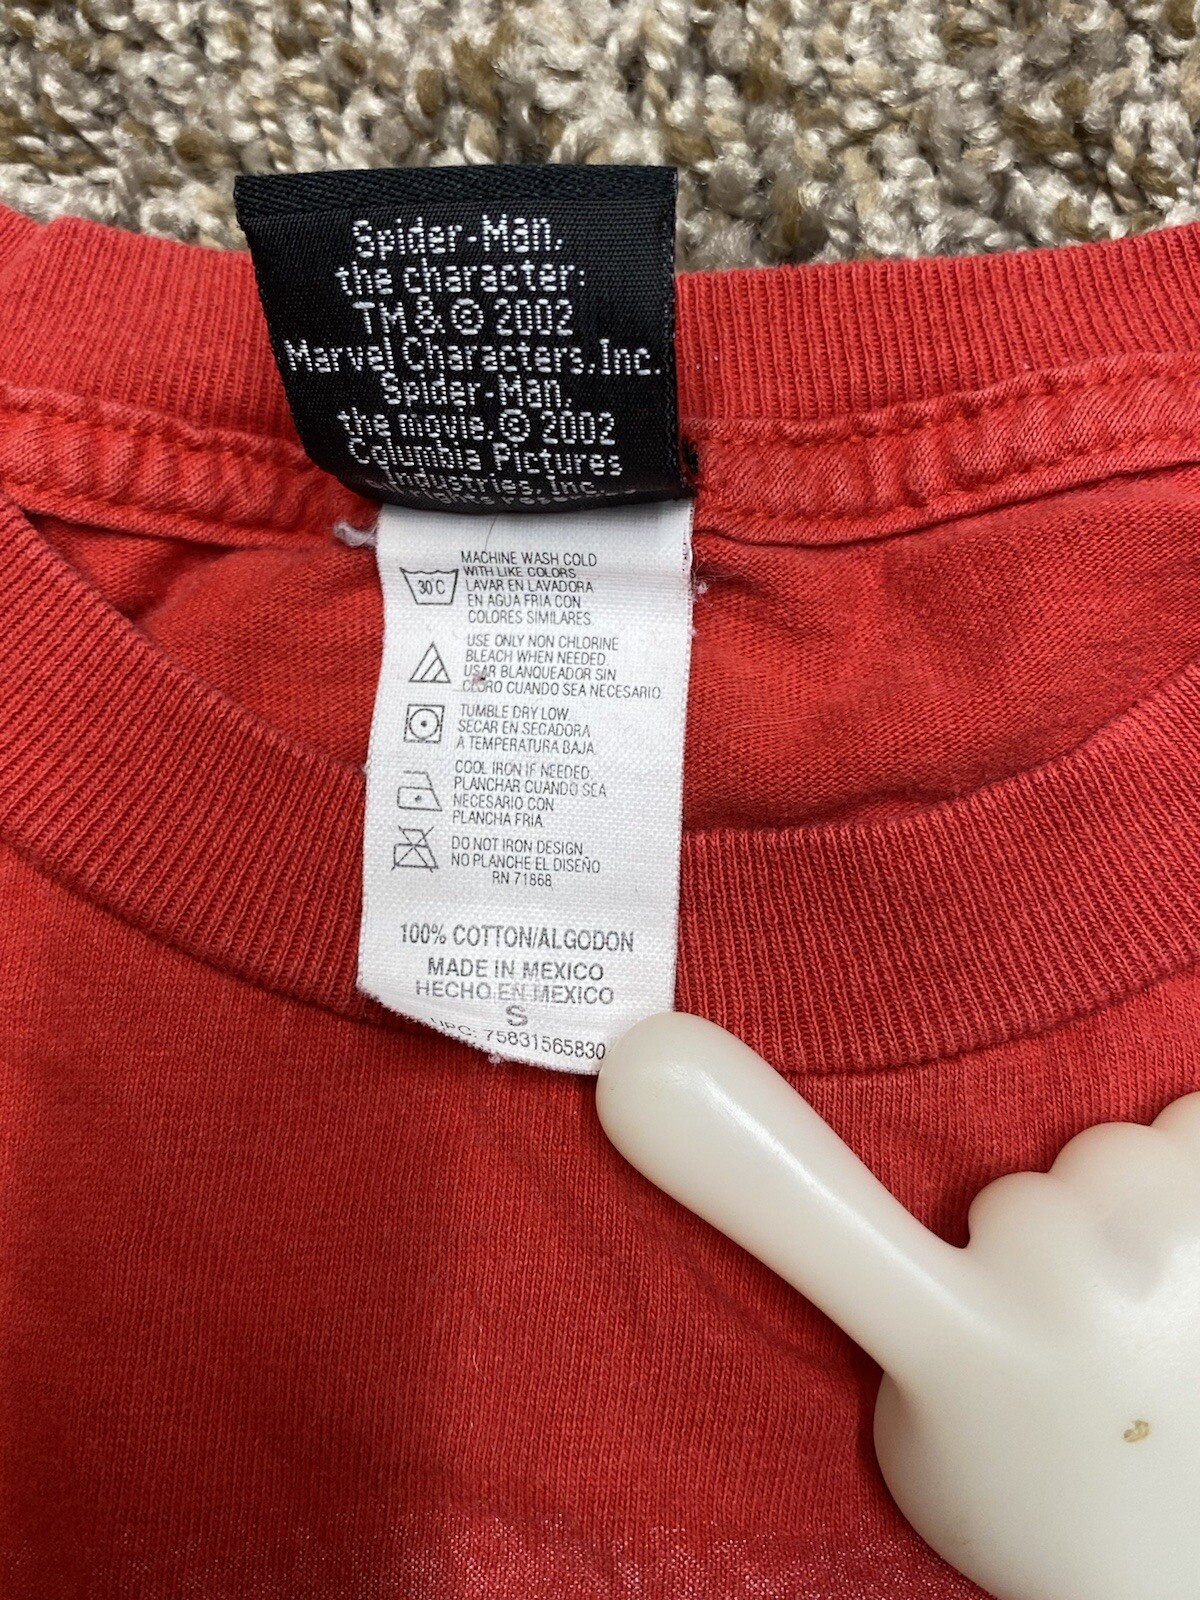 Spider-Man,
the character:
TM & © 2002
Marvel Characters, Inc.
Spider-Man,
the movie, © 2002
Columbia Pictures
Industries, Inc.
30 C
MACHINE WASH COLD
WITH LIKE COLORS
LAVAR EN LAVADORA
EN AGUA FRIA CON
COLORES SIMILARES
USE ONLY NON CHLORINE
BLEACH WHEN NEEDED
USAR BLANQUEADOR SIN
CLORO CUANDO SEA NECESARIO
TUMBLE DRY LOW.
SECAR EN SECADORA
A TEMPERATURA BAJA
COOL IRON IF NEEDED.
PLANCHAR CUANDO SEA
NECESARIO CON
PLANCHA FRIA.
DO NOT IRON DESIGN
NO PLANCHE EL DISEÑO
RN 71868
100% COTTON/ALGODON
MADE IN MEXICO
HECHO EN MEXICO
S
UPC: 75831565830